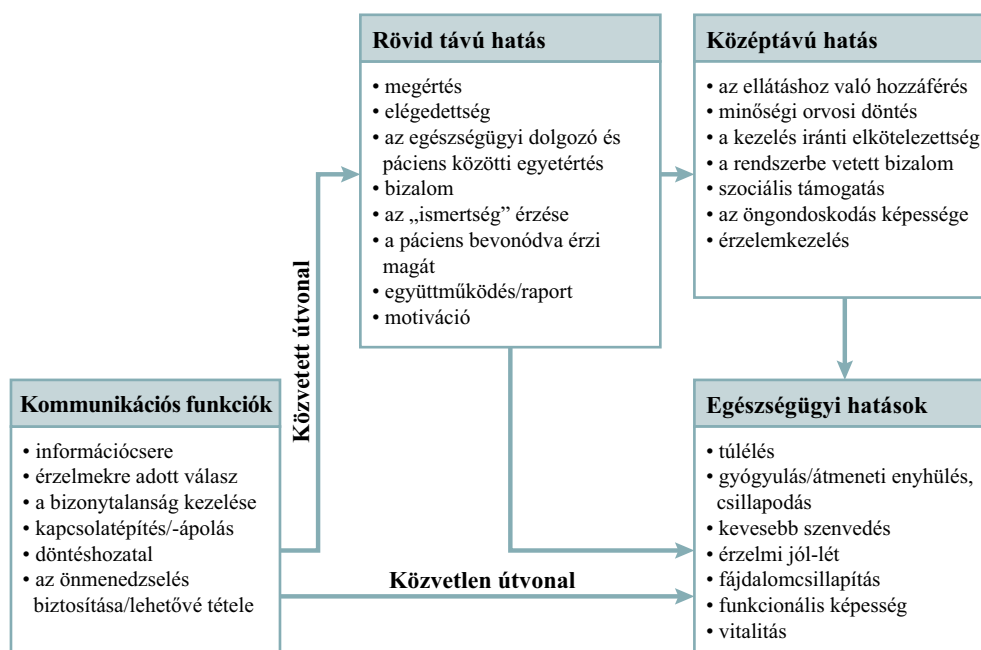 Rövid távú hatás
• megértés
• elégedettség
• az egészségügyi dolgozó és
páciens közötti egyetértés
• bizalom
• az „ismertség” érzése
• a páciens bevonódva érzi
magát
• együttműködés/raport
• motiváció
Középtávú hatás
• az ellátáshoz való hozzáférés
• minőségi orvosi döntés
• a kezelés iránti elkötelezettség
• a rendszerbe vetett bizalom
• szociális támogatás
• az öngondoskodás képessége
• érzelemkezelés
Közvetett útvonal
Kommunikációs funkciók
• információcsere
• érzelmekre adott válasz
• a bizonytalanság kezelése
• kapcsolatépítés/-ápolás
• döntéshozatal
• az önmenedzselés
biztosítása/lehetővé tétele
Közvetlen útvonal
Egészségügyi hatások
• túlélés
• gyógyulás/átmeneti enyhülés,
csillapodás
• kevesebb szenvedés
• érzelmi jól-lét
• fájdalomcsillapítás
• funkcionális képesség
• vitalitás